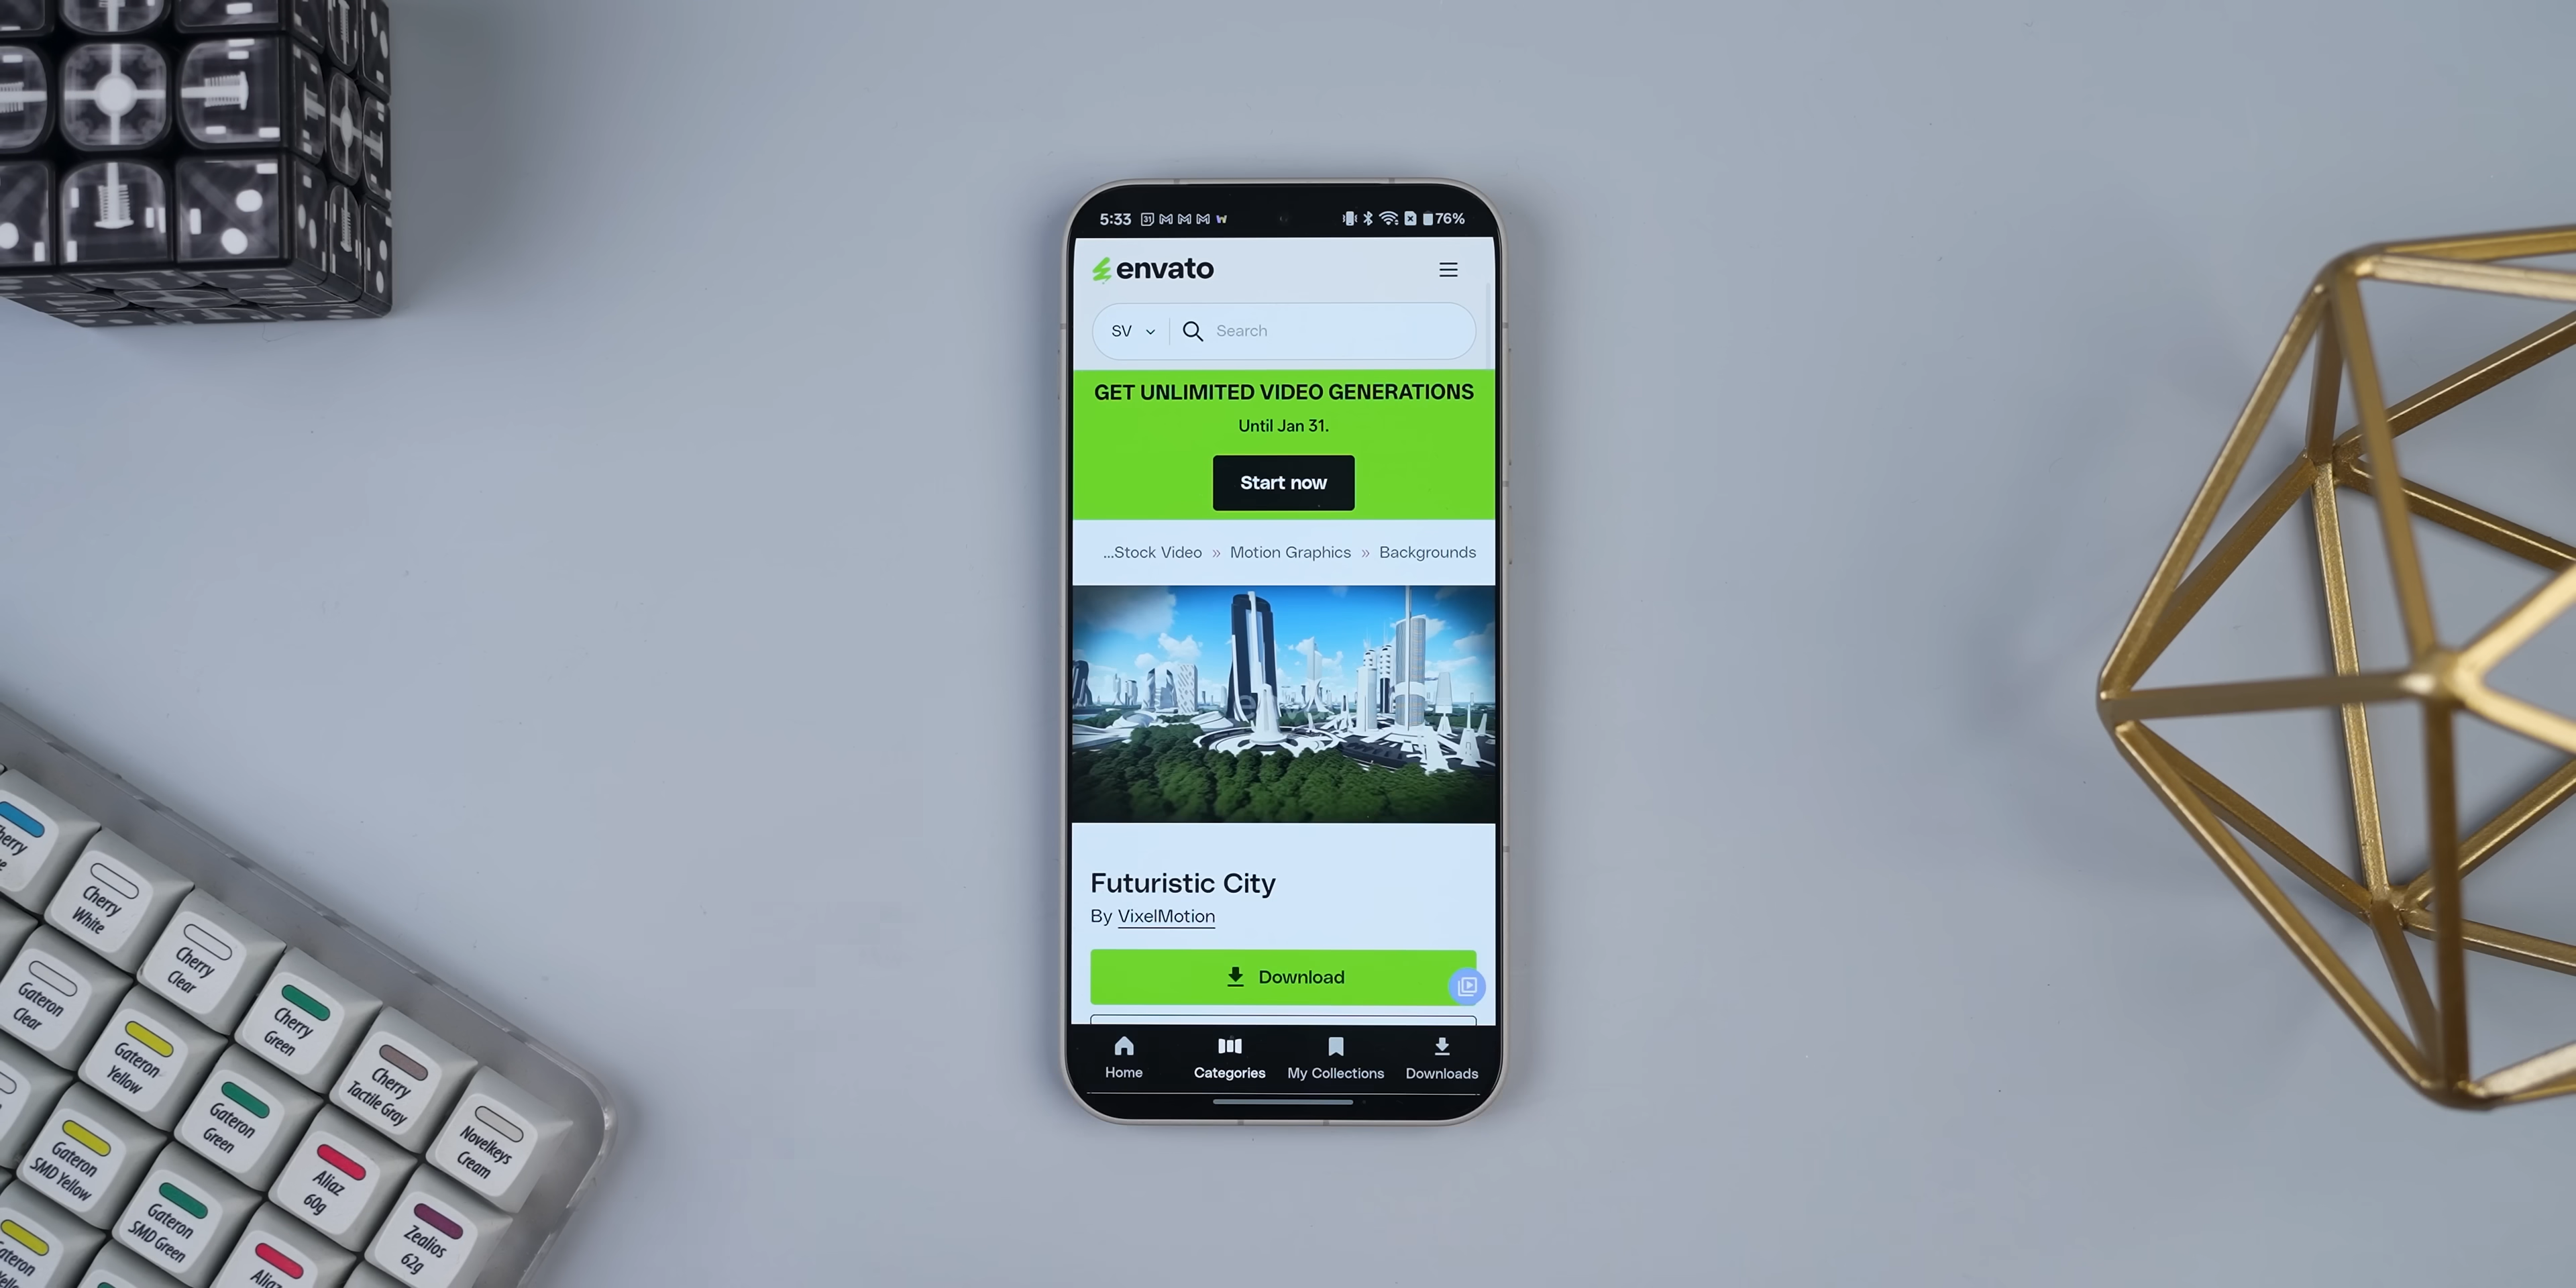 5:33
31
76%
envato
SV
Search
GET UNLIMITED VIDEO GENERATIONS
Until Jan 31.
Start now
...Stock Video » Motion Graphics » Backgrounds
Futuristic City
By VixelMotion
Download
Home
Categories
My Collections
Downloads
Cherry
White
Cherry
Clear
Cherry
Green
Cherry
Tactile Gray
Novelkeys
Cream
Gateron
Clear
Gateron
Yellow
Gateron
Green
Aliaz
60g
Zealios
62g
Gateron
SMD Yellow
Gateron
SMD Green